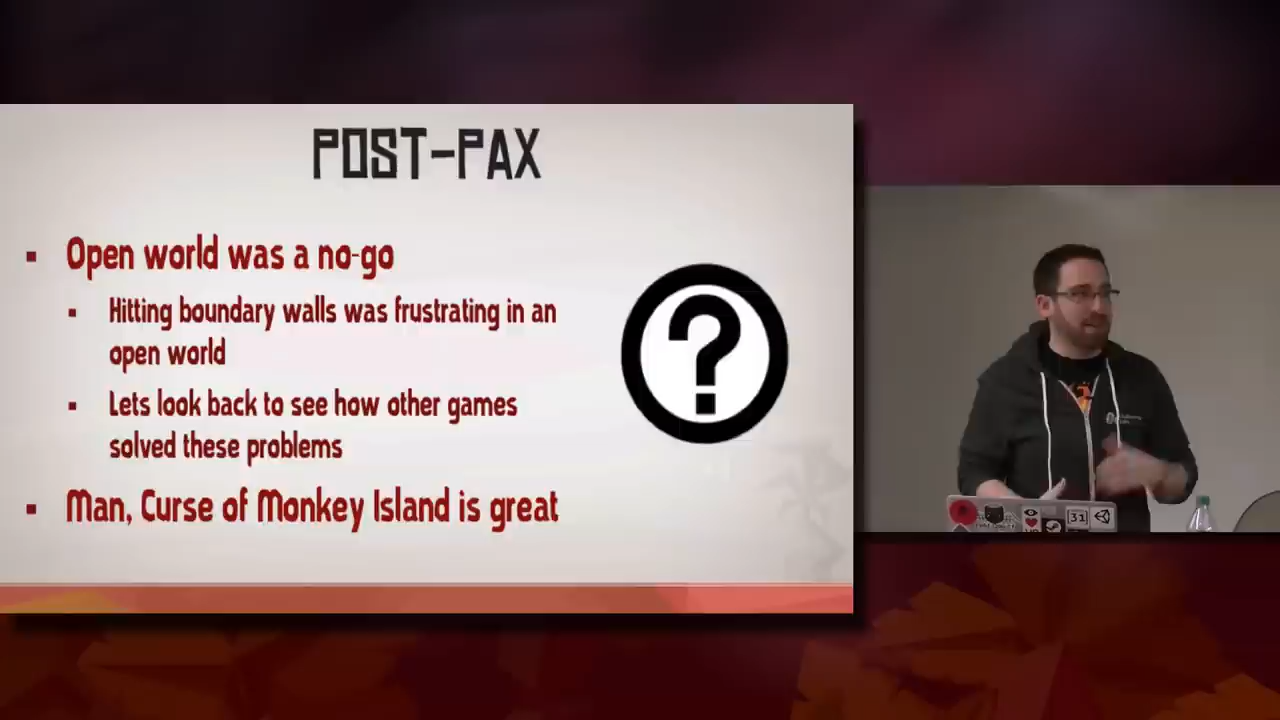 POST-PAX
Open world was a no-go
Hitting boundary walls was frustrating in an
open world
Lets look back to see how other games
solved these problems
Man, Curse of Monkey Island is great
?
31